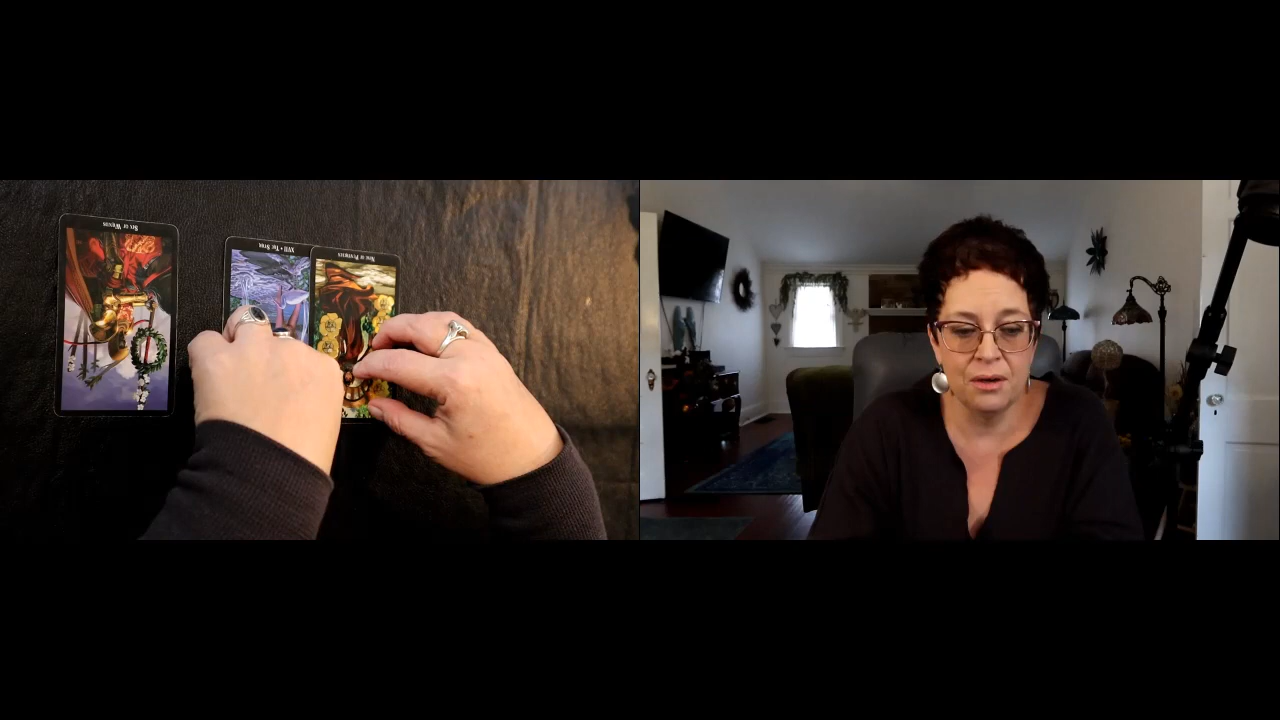 SIX OF WANDS
XVII • THE STAR
NINE OF PENTACLES